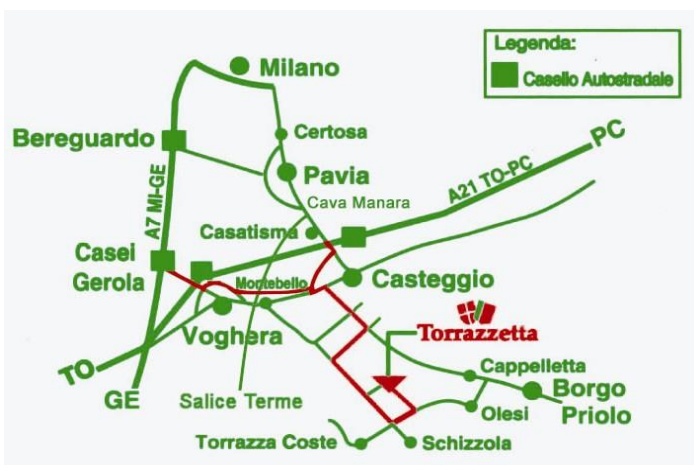 Legenda:
Casello Autostradale
Milano
Certosa
Bereguardo
PC
Pavia
A7 MI-GE
A21 TO-PC
Cava Manara
Casatisma
Casei
Gerola
Montebello
Casteggio
Voghera
Torrazzetta
TO
Cappelletta
GE
Salice Terme
Borgo
Priolo
Olesi
Torrazza Coste
Schizzola